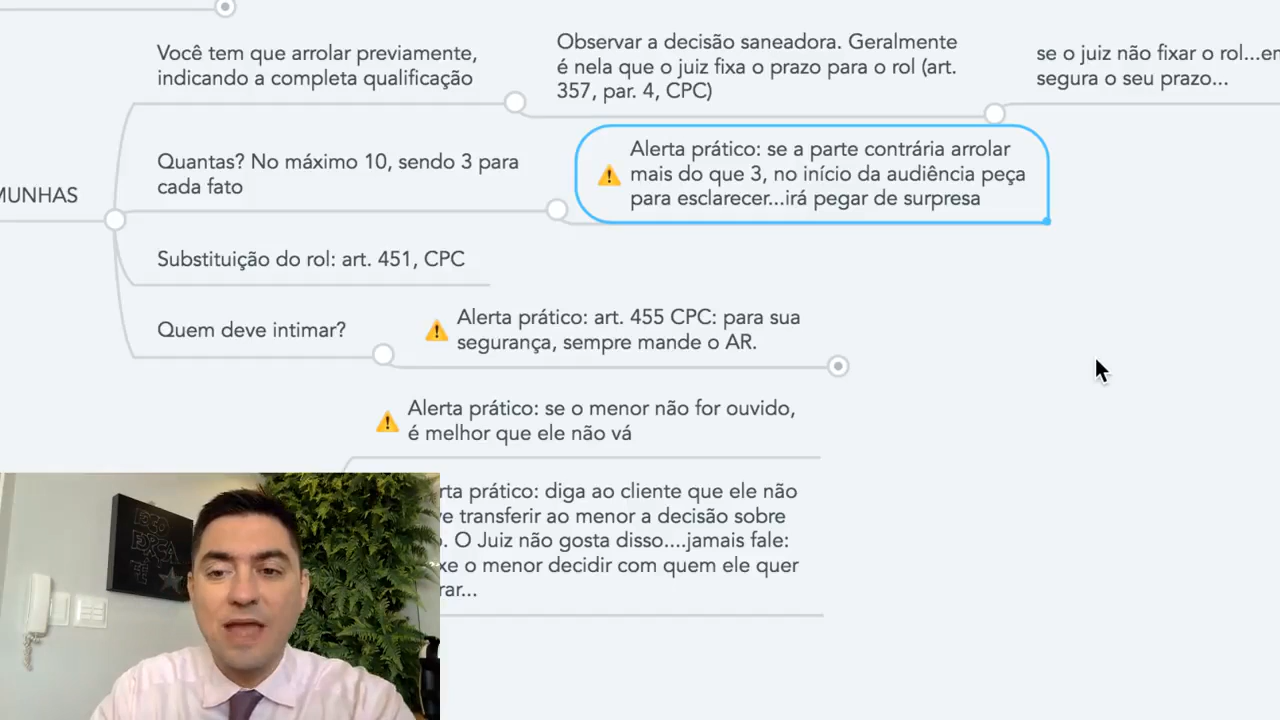 Você tem que arrolar previamente,
indicando a completa qualificação
Observar a decisão saneadora. Geralmente
é nela que o juiz fixa o prazo para o rol (art.
357, par. 4, CPC)
se o juiz não fixar o rol...em
segura o seu prazo...
MUNHAS
Quantas? No máximo 10, sendo 3 para
cada fato
Alerta prático: se a parte contrária arrolar
mais do que 3, no início da audiência peça
para esclarecer...irá pegar de surpresa
Substituição do rol: art. 451, CPC
Quem deve intimar?
Alerta prático: art. 455 CPC: para sua
segurança, sempre mande o AR.
Alerta prático: se o menor não for ouvido,
é melhor que ele não vá
rta prático: diga ao cliente que ele não
ve transferir ao menor a decisão sobre
. O Juiz não gosta disso....jamais fale:
xe o menor decidir com quem ele quer
rar...